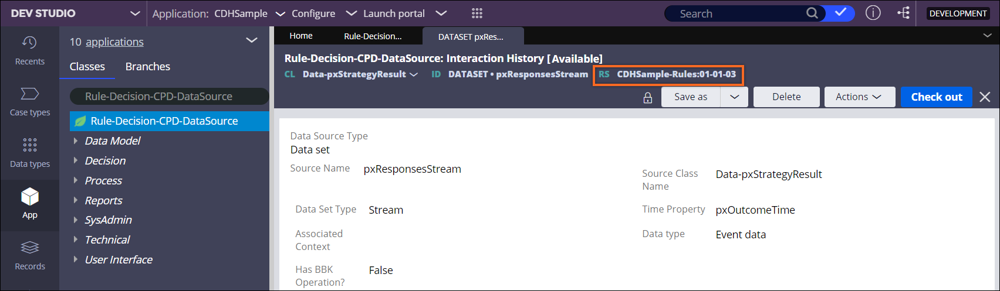 DEV STUDIO Application: CDHSample Configure Launch portal Search DEVELOPMENT
Recents
Case types
Data types
App
Records
10 applications
Classes Branches
Rule-Decision-CPD-DataSource
Rule-Decision-CPD-DataSource
Data Model
Decision
Process
Reports
SysAdmin
Technical
User Interface
Home Rule-Decision... DATASET pxRes...
Rule-Decision-CPD-DataSource: Interaction History [Available]
CL Data-pxStrategyResult ID DATASET • pxResponsesStream RS CDHSample-Rules:01-01-03
Save as Delete Actions Check out
Data Source Type
Data set
Source Name pxResponsesStream
Source Class Name Data-pxStrategyResult
Data Set Type Stream
Time Property pxOutcomeTime
Associated
Context
Data type Event data
Has BBK
Operation? False